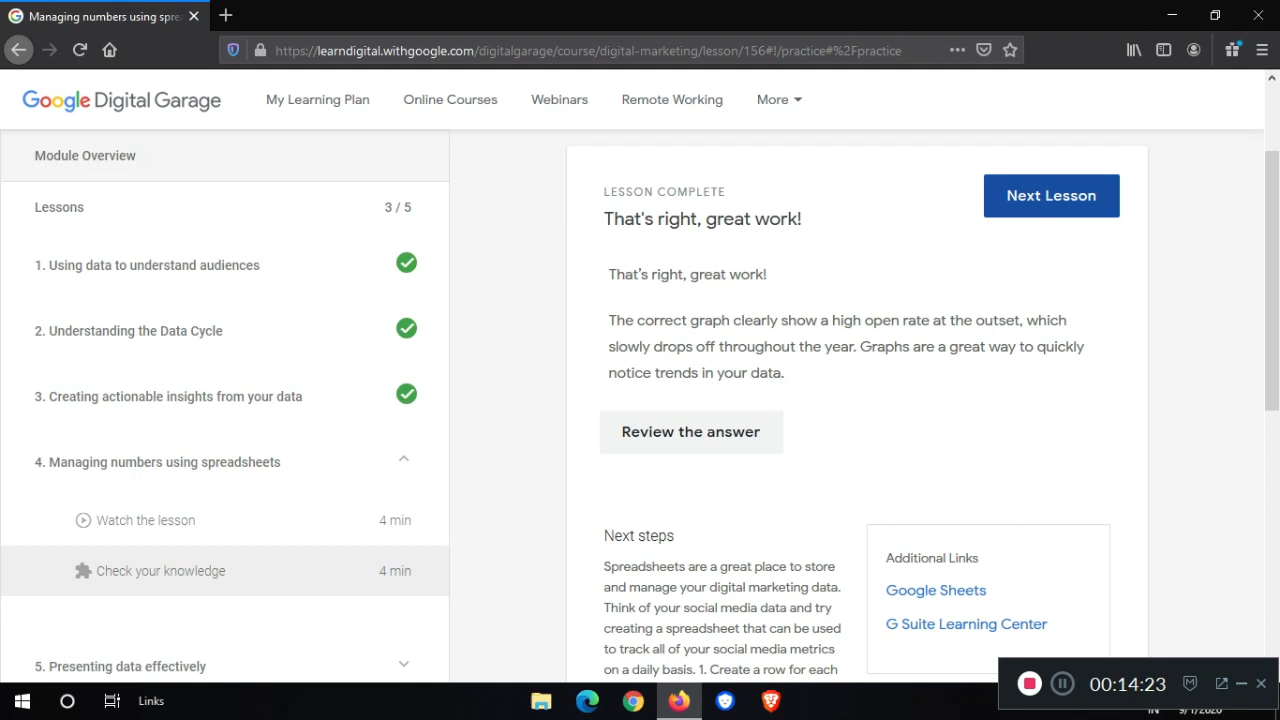 Managing numbers using spre
https://learndigital.withgoogle.com/digitalgarage/course/digital-marketing/lesson/156#!/practice#%2Fpractice
Google Digital Garage
My Learning Plan
Online Courses
Webinars
Remote Working
More
Module Overview
Lessons
3 / 5
1. Using data to understand audiences
2. Understanding the Data Cycle
3. Creating actionable insights from your data
4. Managing numbers using spreadsheets
Watch the lesson
4 min
Check your knowledge
4 min
5. Presenting data effectively
LESSON COMPLETE
That's right, great work!
Next Lesson
That's right, great work!
The correct graph clearly show a high open rate at the outset, which
slowly drops off throughout the year. Graphs are a great way to quickly
notice trends in your data.
Review the answer
Next steps
Spreadsheets are a great place to store
and manage your digital marketing data.
Think of your social media data and try
creating a spreadsheet that can be used
to track all of your social media metrics
on a daily basis. 1. Create a row for each
Additional Links
Google Sheets
G Suite Learning Center
00:14:23
Links
IN
9/1/2020